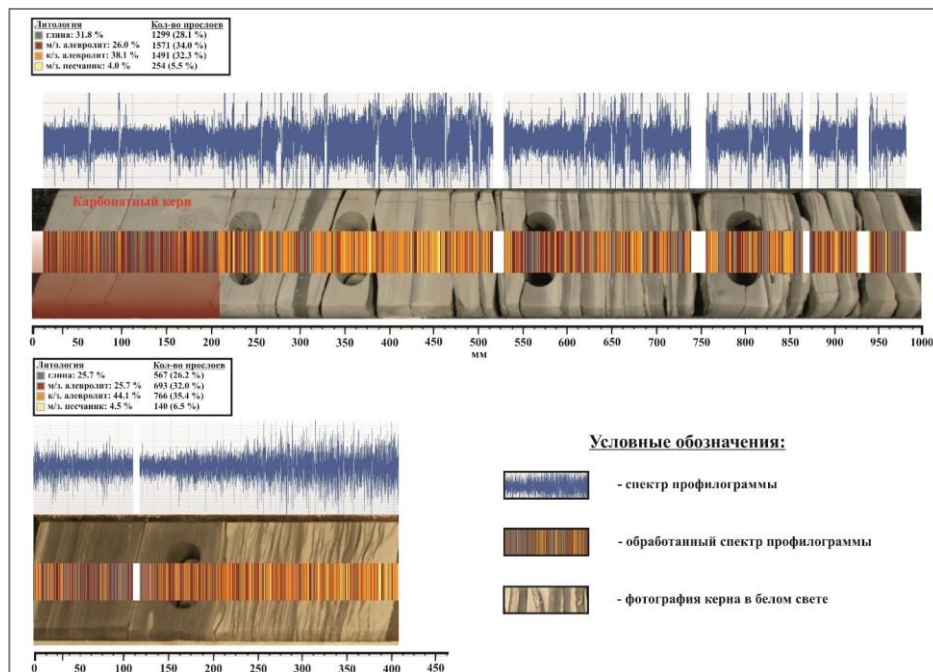 Литология Кол-во прослоев
глина: 31.8 % 1299 (28.1 %)
м/з. алевролит: 26.0 % 1571 (34.0 %)
к/з. алевролит: 38.1 % 1491 (32.3 %)
м/з. песчаник: 4.0 % 254 (5.5 %)
Карбонатный керн
0 50 100 150 200 250 300 350 400 450 500 550 600 650 700 750 800 850 900 950 1000
мм
Литология Кол-во прослоев
глина: 25.7 % 567 (26.2 %)
м/з. алевролит: 25.7 % 693 (32.0 %)
к/з. алевролит: 44.1 % 766 (35.4 %)
м/з. песчаник: 4.5 % 140 (6.5 %)
Условные обозначения:
- спектр профилограммы
- обработанный спектр профилограммы
- фотография керна в белом свете
0 50 100 150 200 250 300 350 400 450